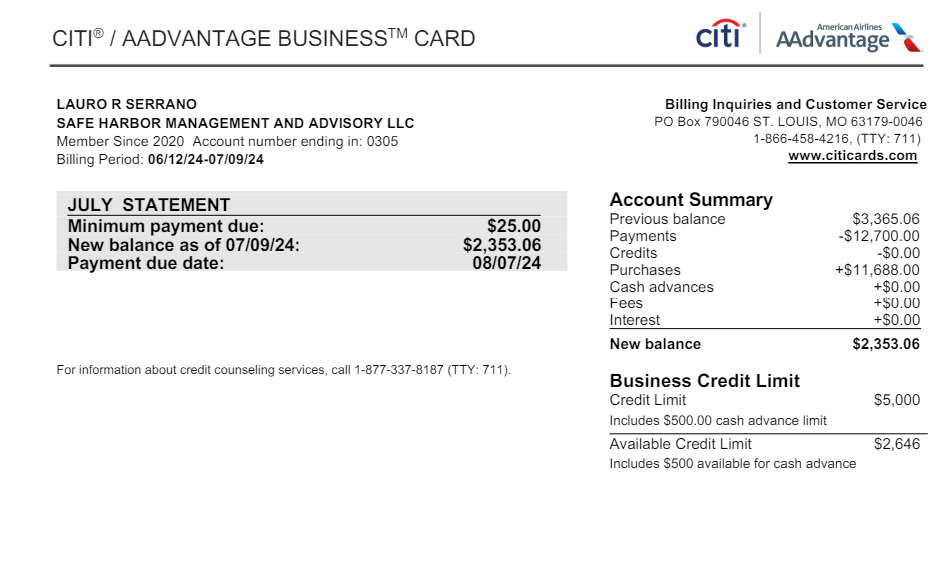 CITI® / AADVANTAGE BUSINESS™ CARD
citi®
American Airlines
AAdvantage
LAURO R SERRANO
SAFE HARBOR MANAGEMENT AND ADVISORY LLC
Member Since 2020 Account number ending in: 0305
Billing Period: 06/12/24-07/09/24
Billing Inquiries and Customer Service
PO Box 790046 ST. LOUIS, MO 63179-0046
1-866-458-4216, (TTY: 711)
www.citicards.com
JULY STATEMENT
Minimum payment due: $25.00
New balance as of 07/09/24: $2,353.06
Payment due date: 08/07/24
For information about credit counseling services, call 1-877-337-8187 (TTY: 711).
Account Summary
Previous balance $3,365.06
Payments -$12,700.00
Credits -$0.00
Purchases +$11,688.00
Cash advances +$0.00
Fees +$0.00
Interest +$0.00
New balance $2,353.06
Business Credit Limit
Credit Limit $5,000
Includes $500.00 cash advance limit
Available Credit Limit $2,646
Includes $500 available for cash advance